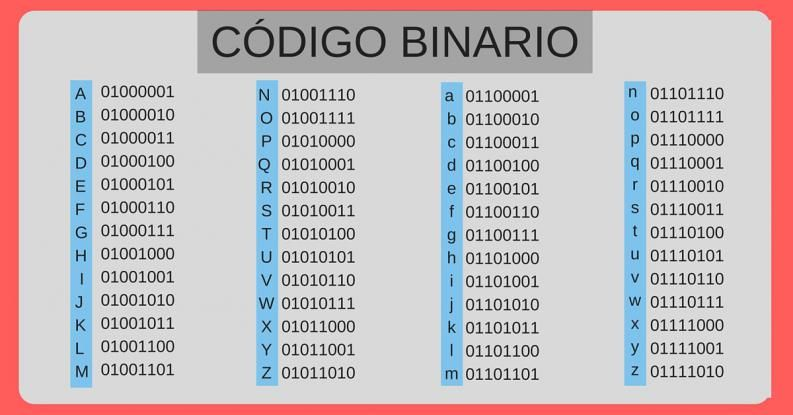 CÓDIGO BINARIO
A 01000001
B 01000010
C 01000011
D 01000100
E 01000101
F 01000110
G 01000111
H 01001000
I 01001001
J 01001010
K 01001011
L 01001100
M 01001101
N 01001110
O 01001111
P 01010000
Q 01010001
R 01010010
S 01010011
T 01010100
U 01010101
V 01010110
W 01010111
X 01011000
Y 01011001
Z 01011010
a 01100001
b 01100010
c 01100011
d 01100100
e 01100101
f 01100110
g 01100111
h 01101000
i 01101001
j 01101010
k 01101011
l 01101100
m 01101101
n 01101110
o 01101111
p 01110000
q 01110001
r 01110010
s 01110011
t 01110100
u 01110101
v 01110110
w 01110111
x 01111000
y 01111001
z 01111010